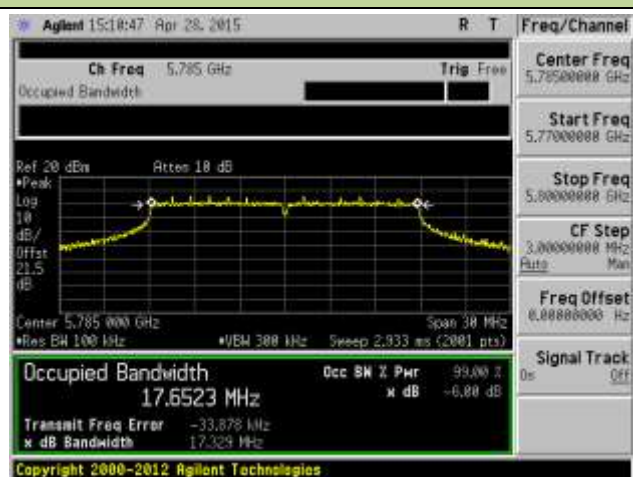 Agilent 15:10:47 Apr 28, 2015 R T
Freq/Channel
Ch Freq 5.785 GHz Trig Free
Occupied Bandwidth
Center Freq
5.78500000 GHz
Start Freq
5.77000000 GHz
Stop Freq
5.80000000 GHz
CF Step
3.00000000 MHz
Auto Man
Freq Offset
0.00000000 Hz
Signal Track
On Off
Ref 20 dBm Atten 10 dB
#Peak
Log
10
dB/
Offst
21.5
dB
Center 5.785 000 GHz Span 30 MHz
#Res BW 100 kHz #VBW 300 kHz Sweep 2.933 ms (2001 pts)
Occupied Bandwidth Occ BW % Pwr 99.00 %
17.6523 MHz x dB -6.00 dB
Transmit Freq Error -33.878 kHz
x dB Bandwidth 17.329 MHz
Copyright 2000-2012 Agilent Technologies